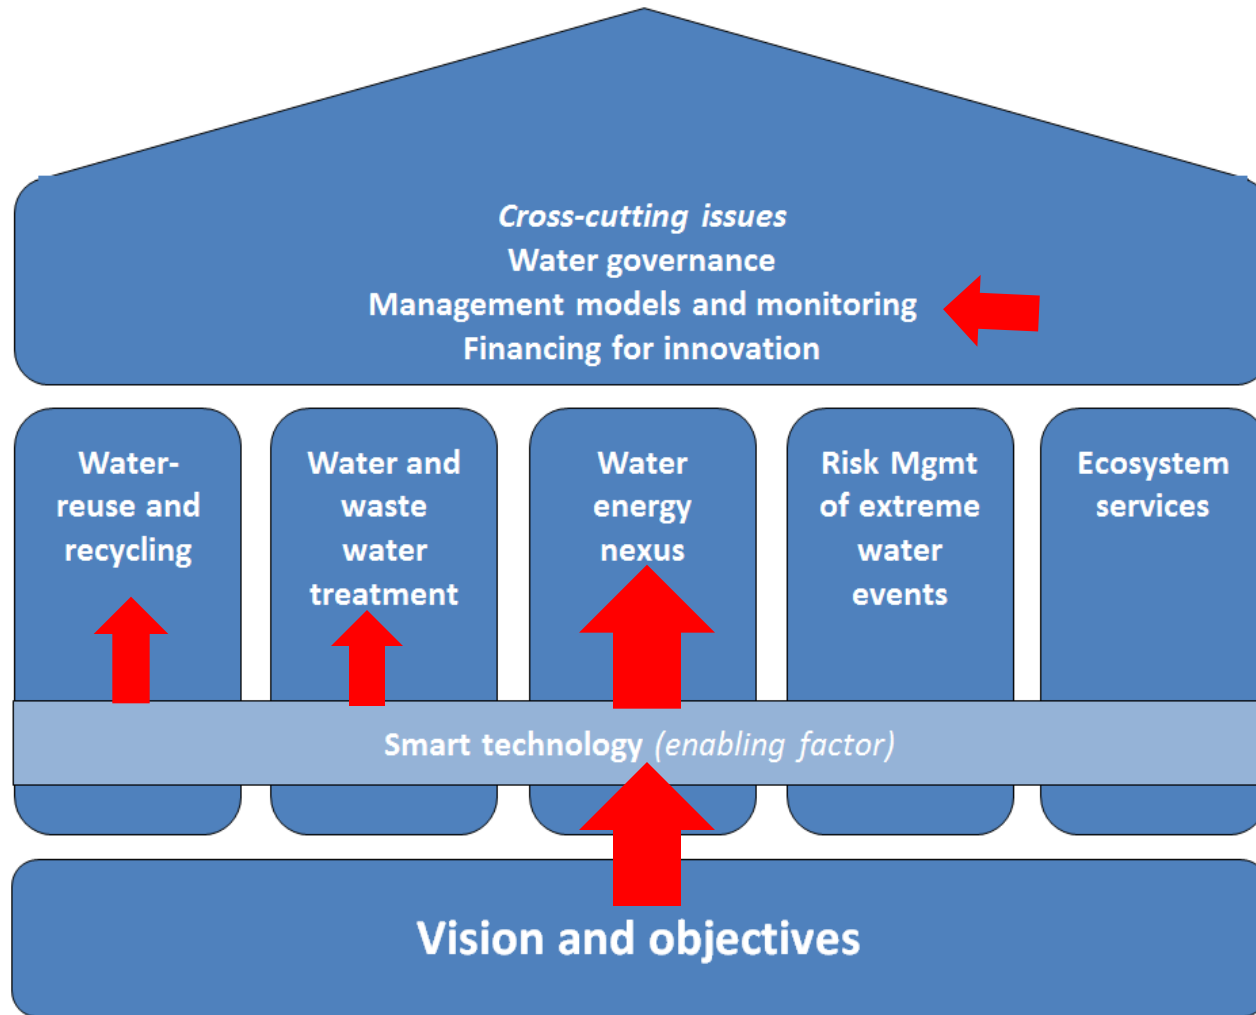 Cross-cutting issues
Water governance
Management models and monitoring
Financing for innovation
Water-
reuse and
recycling
Water and
waste
water
treatment
Water
energy
nexus
Risk Mgmt
of extreme
water
events
Ecosystem
services
Smart technology (enabling factor)
Vision and objectives